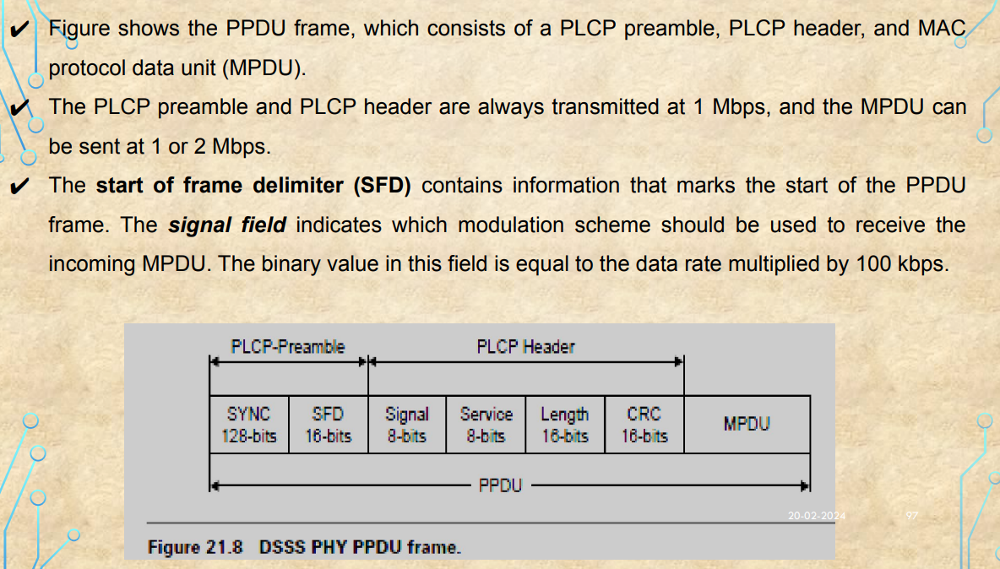 ✔ Figure shows the PPDU frame, which consists of a PLCP preamble, PLCP header, and MAC
protocol data unit (MPDU).
✔ The PLCP preamble and PLCP header are always transmitted at 1 Mbps, and the MPDU can
be sent at 1 or 2 Mbps.
✔ The start of frame delimiter (SFD) contains information that marks the start of the PPDU
frame. The signal field indicates which modulation scheme should be used to receive the
incoming MPDU. The binary value in this field is equal to the data rate multiplied by 100 kbps.
PLCP-Preamble PLCP Header
SYNC SFD Signal Service Length CRC MPDU
128-bits 16-bits 8-bits 8-bits 16-bits 16-bits
PPDU
20-02-2024 97
Figure 21.8 DSSS PHY PPDU frame.